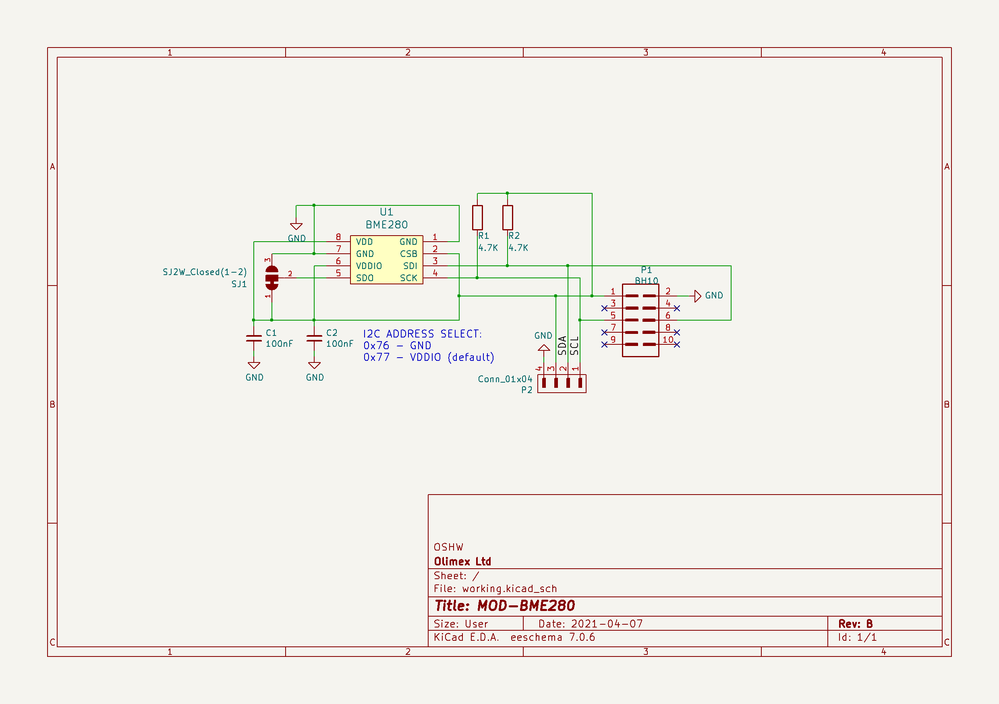 1 2 3 4
A A
U1
BME280
8 VDD GND 1
7 GND CSB 2
6 VDDIO SDI 3
5 SDO SCK 4
GND
R1
4.7K
R2
4.7K
SJ2W_Closed(1-2)
SJ1
3
2
1
P1
BH10
1 2
3 4
5 6
7 8
9 10
GND
C1
100nF
C2
100nF
GND
GND
I2C ADDRESS SELECT:
0x76 - GND
0x77 - VDDIO (default)
GND
SDA
SCL
4 3 2 1
Conn_01x04
P2
B B
OSHW
Olimex Ltd
Sheet: /
File: working.kicad_sch
Title: MOD-BME280
Size: User Date: 2021-04-07 Rev: B
KiCad E.D.A. eeschema 7.0.6 Id: 1/1
C C
1 2 3 4